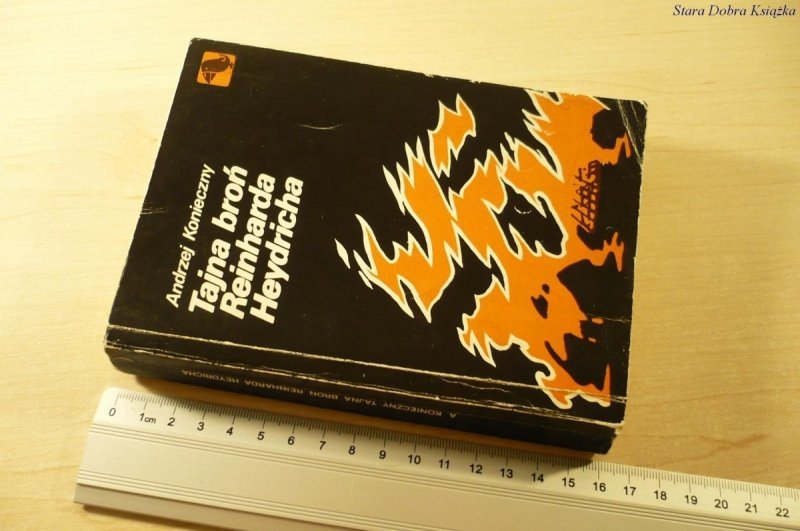 Stara Dobra Książka
Andrzej Konieczny
Tajna broń
Reinharda
Heydricha
A KONIECZNY TAJNA BROŃ REINHARDA HEYDRICHA
0 1cm 2 3 4 5 6 7 8 9 10 11 12 13 14 15 16 17 18 19 20 21 22